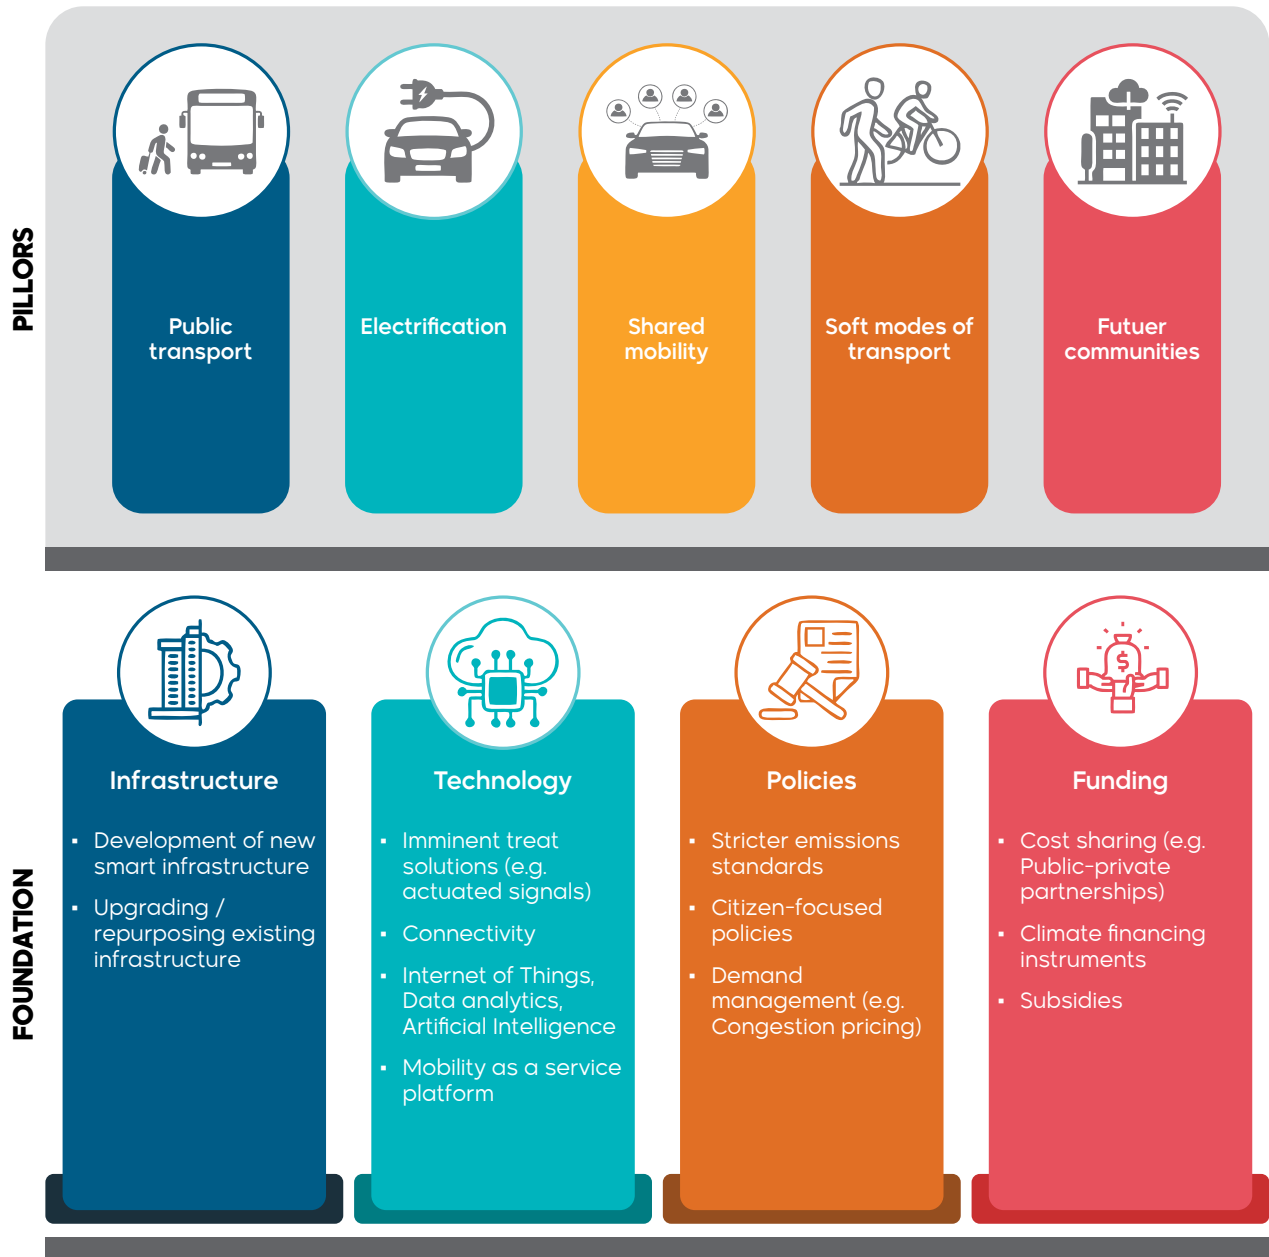 PILLORS
Public
transport
Electrification
Shared
mobility
Soft modes of
transport
Futuer
communities
FOUNDATION
Infrastructure
▪ Development of new
smart infrastructure
▪ Upgrading /
repurposing existing
infrastructure
Technology
▪ Imminent treat
solutions (e.g.
actuated signals)
▪ Connectivity
▪ Internet of Things,
Data analytics,
Artificial Intelligence
▪ Mobility as a service
platform
Policies
▪ Stricter emissions
standards
▪ Citizen-focused
policies
▪ Demand
management (e.g.
Congestion pricing)
$
Funding
▪ Cost sharing (e.g.
Public-private
partnerships)
▪ Climate financing
instruments
▪ Subsidies